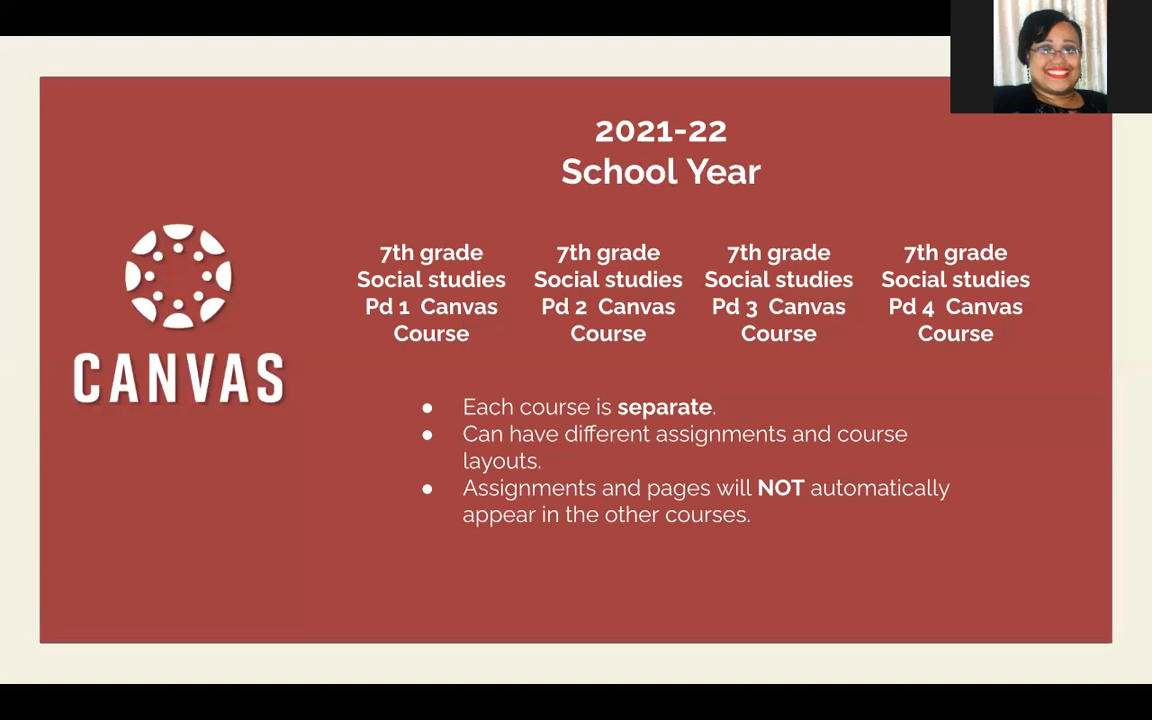 2021-22
School Year
7th grade
Social studies
Pd 1 Canvas
Course
7th grade
Social studies
Pd 2 Canvas
Course
7th grade
Social studies
Pd 3 Canvas
Course
7th grade
Social studies
Pd 4 Canvas
Course
CANVAS
● Each course is separate.
● Can have different assignments and course
layouts.
● Assignments and pages will NOT automatically
appear in the other courses.